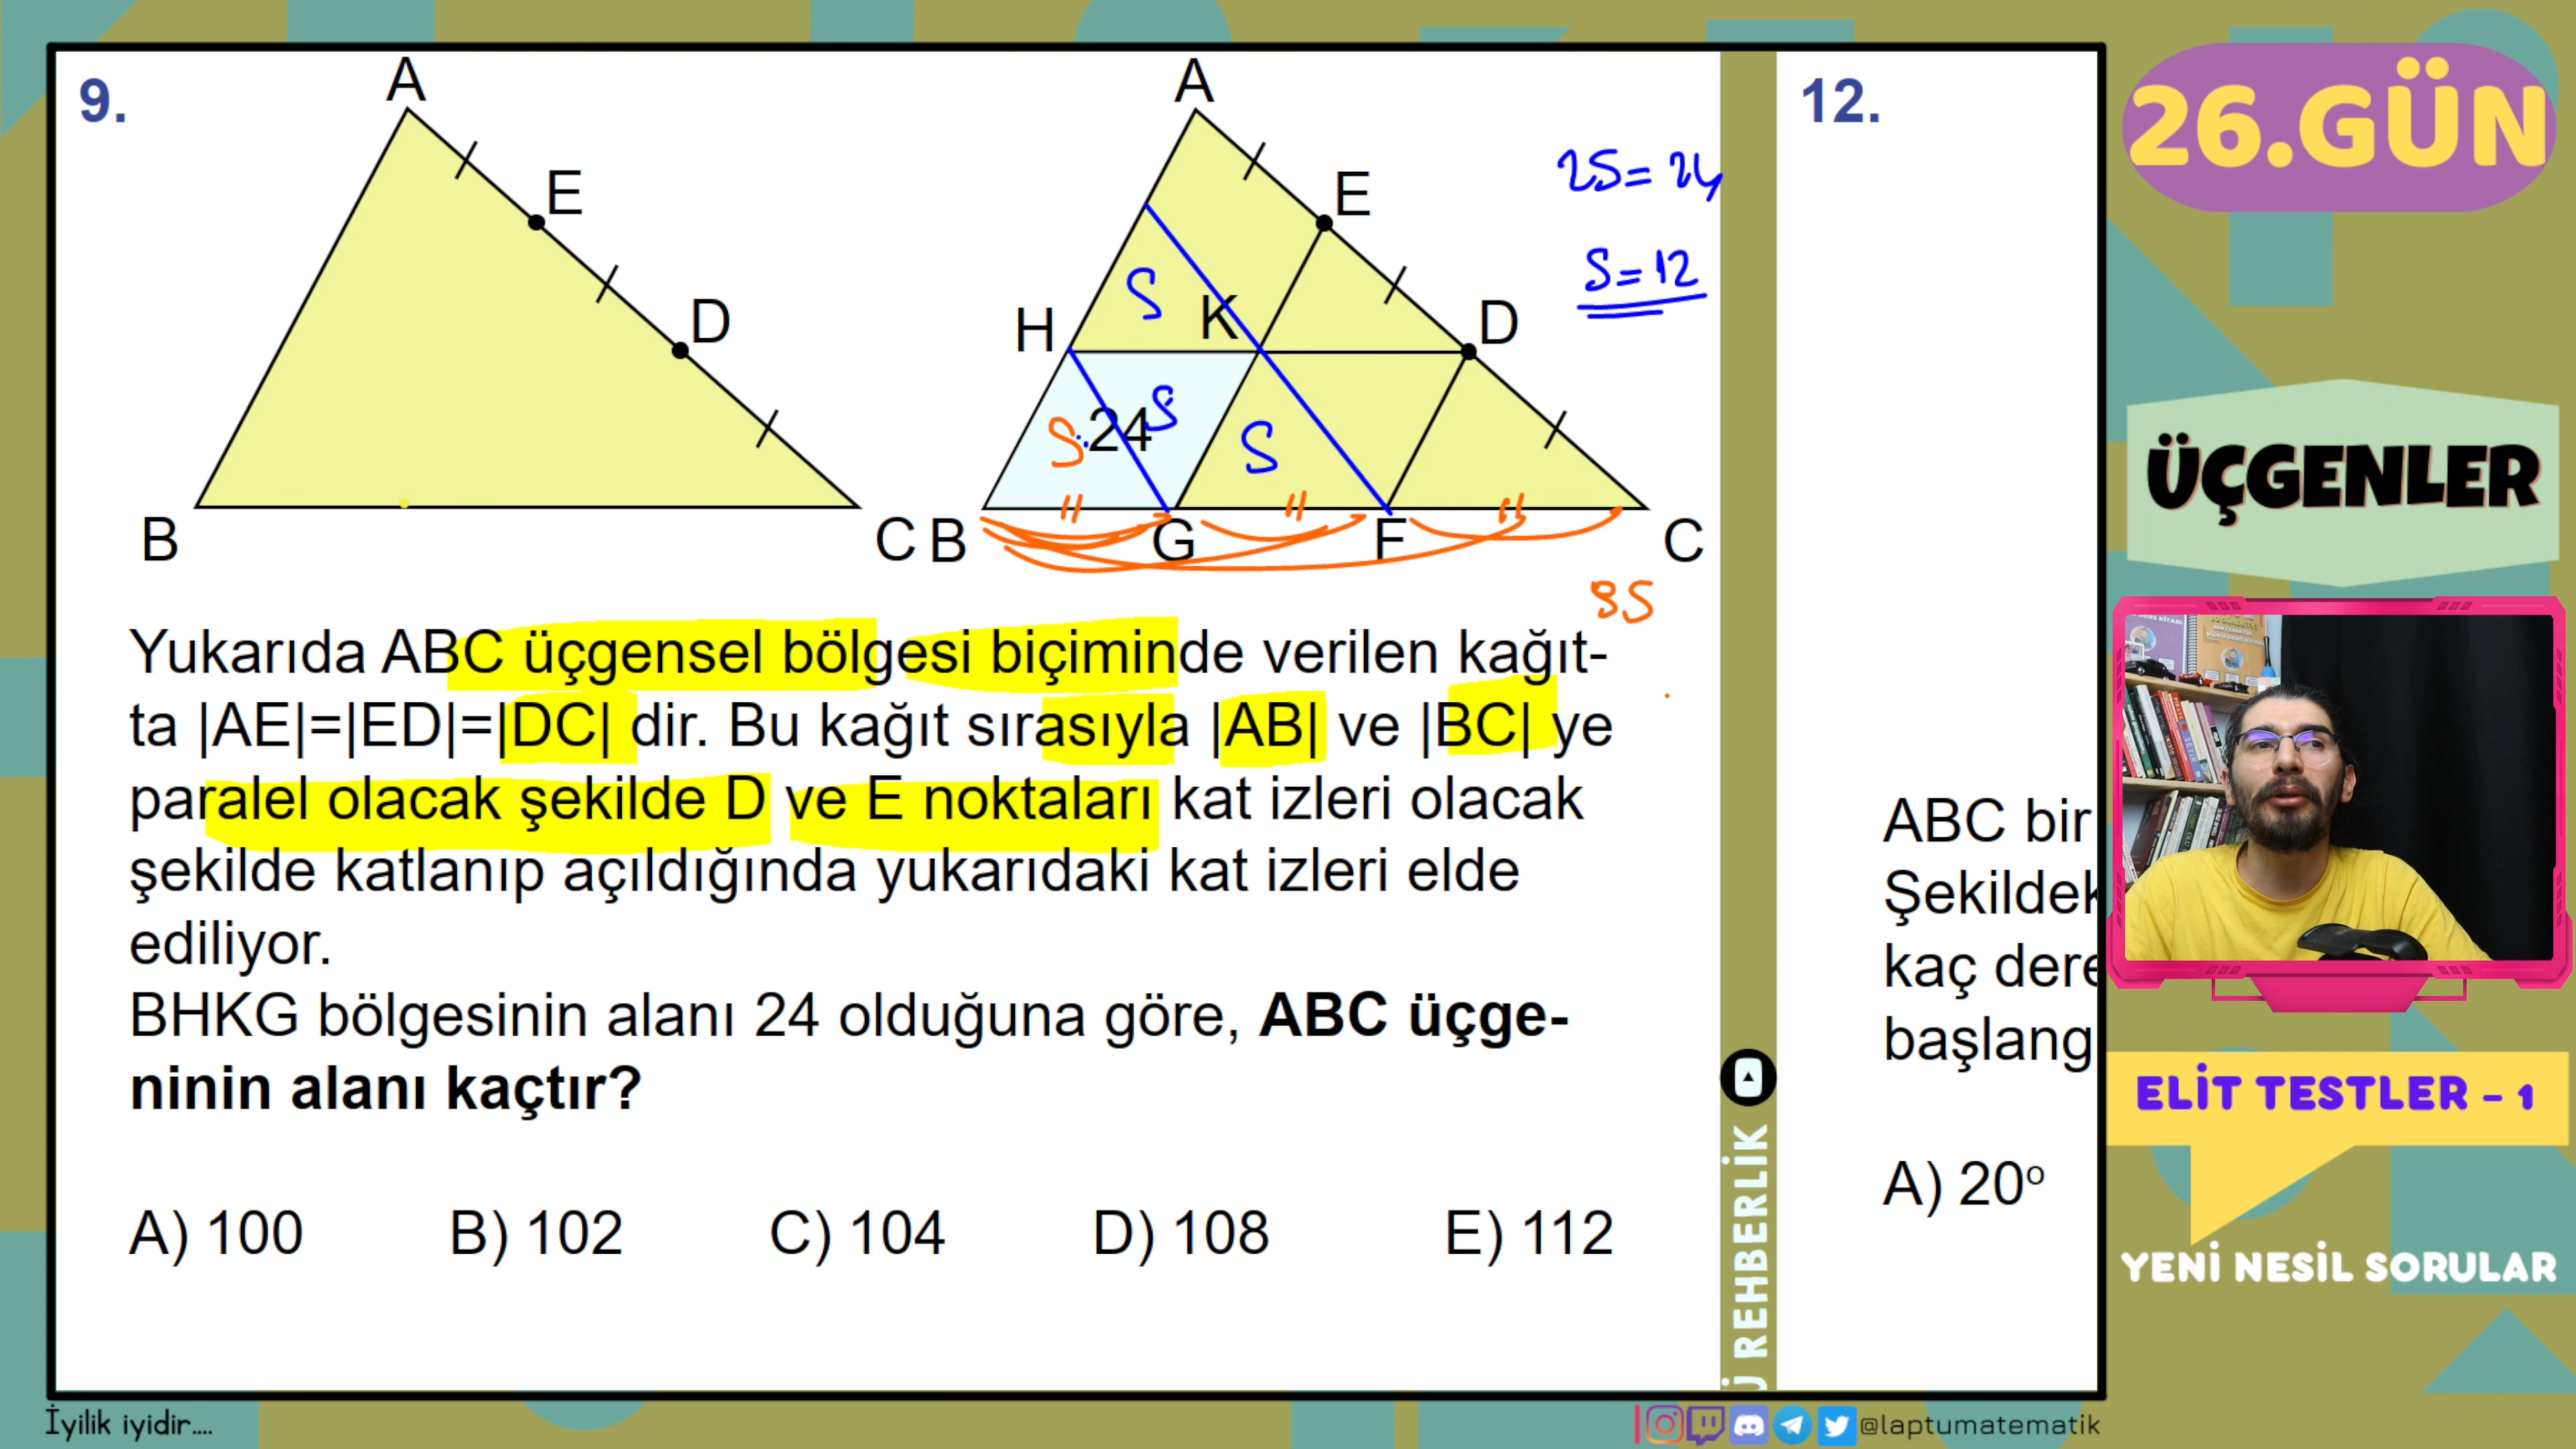 9.
A
E
D
B
C
A
E
H
K
D
24
B
G
F
C
S
S
S
S
2S=24
S=12
9S
Yukarıda ABC üçgensel bölgesi biçiminde verilen kağıt-
ta |AE|=|ED|=|DC| dir. Bu kağıt sırasıyla |AB| ve |BC| ye
paralel olacak şekilde D ve E noktaları kat izleri olacak
şekilde katlanıp açıldığında yukarıdaki kat izleri elde
ediliyor.
BHKG bölgesinin alanı 24 olduğuna göre, ABC üçge-
ninin alanı kaçtır?
A) 100 B) 102 C) 104 D) 108 E) 112
Ü REHBERLİK
12.
ABC bir
Şekildek
kaç dere
başlang
A) 20º
26.GÜN
ÜÇGENLER
ELİT TESTLER - 1
YENİ NESİL SORULAR
İyilik iyidir....
@laptumatematik